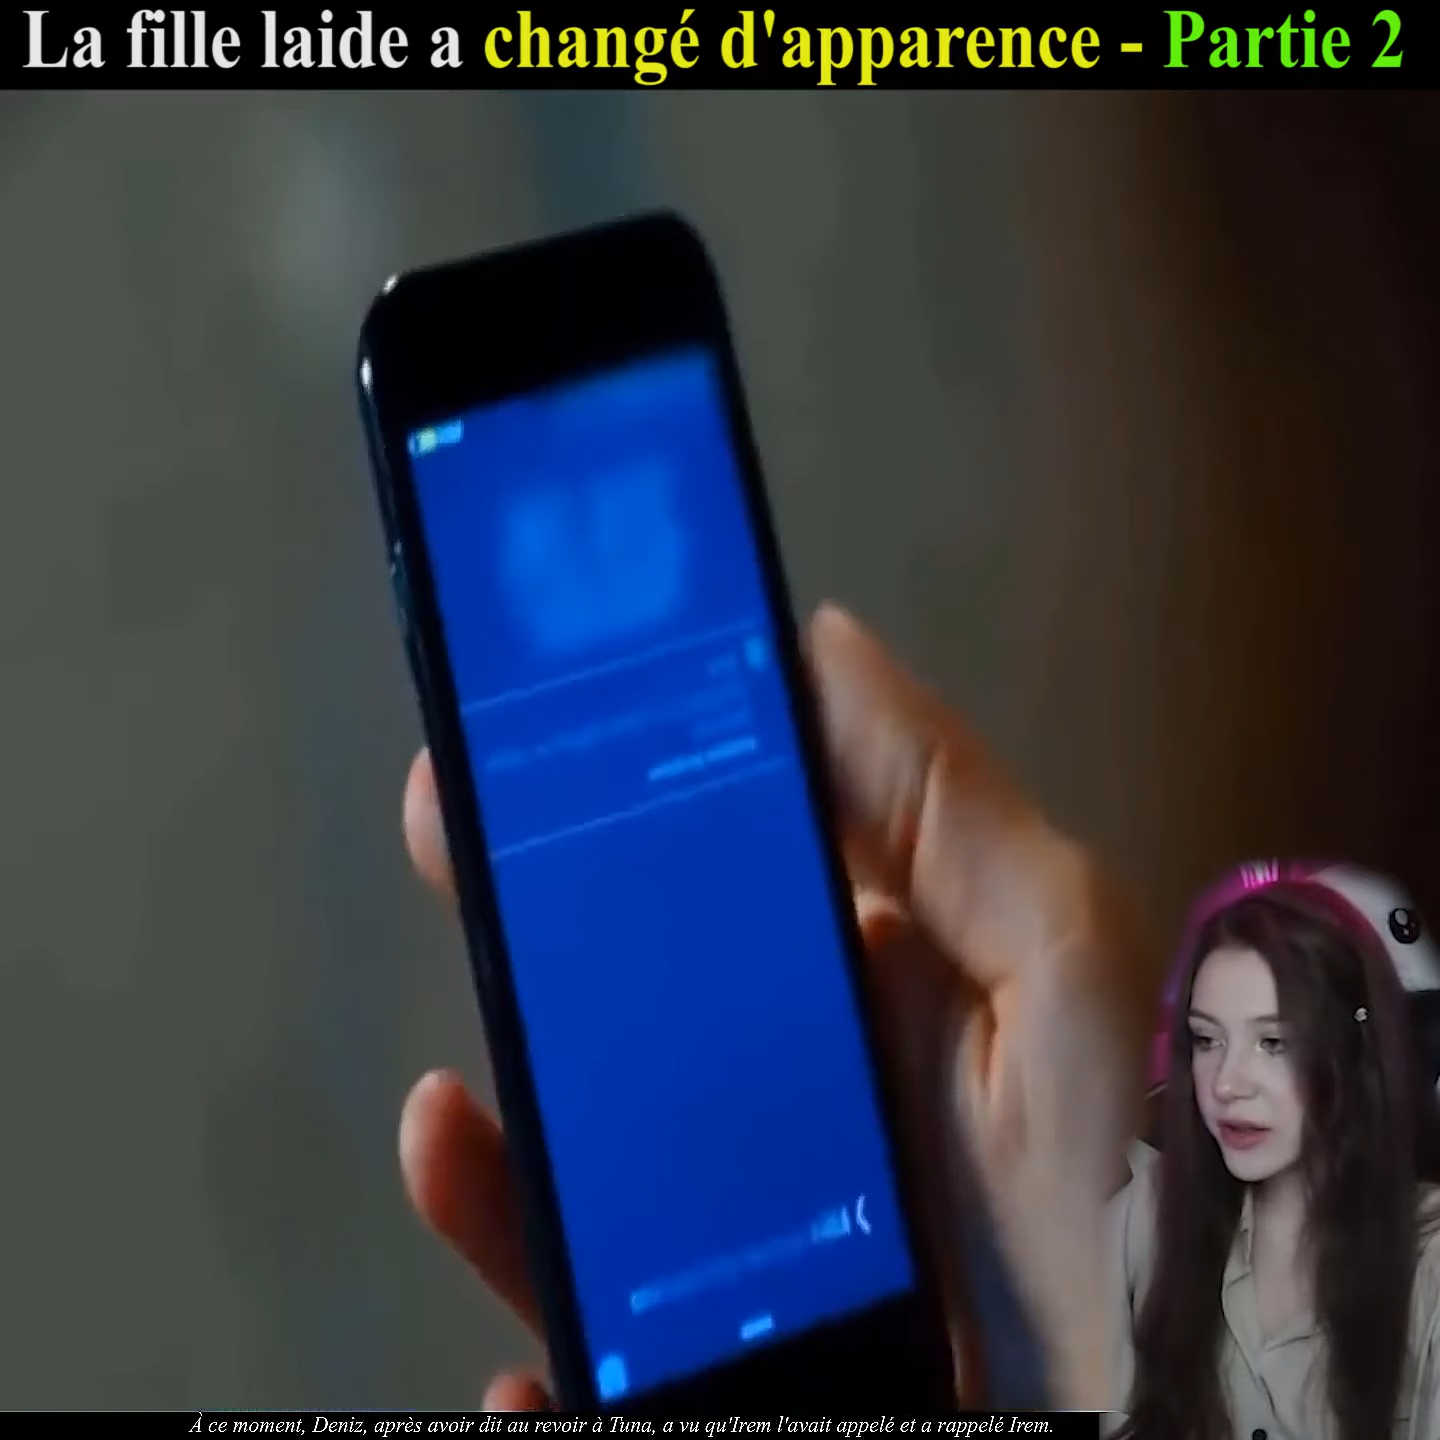 La fille laide a changé d'apparence - Partie 2
À ce moment, Deniz, après avoir dit au revoir à Tuna, a vu qu'Irem l'avait appelé et a rappelé Irem.